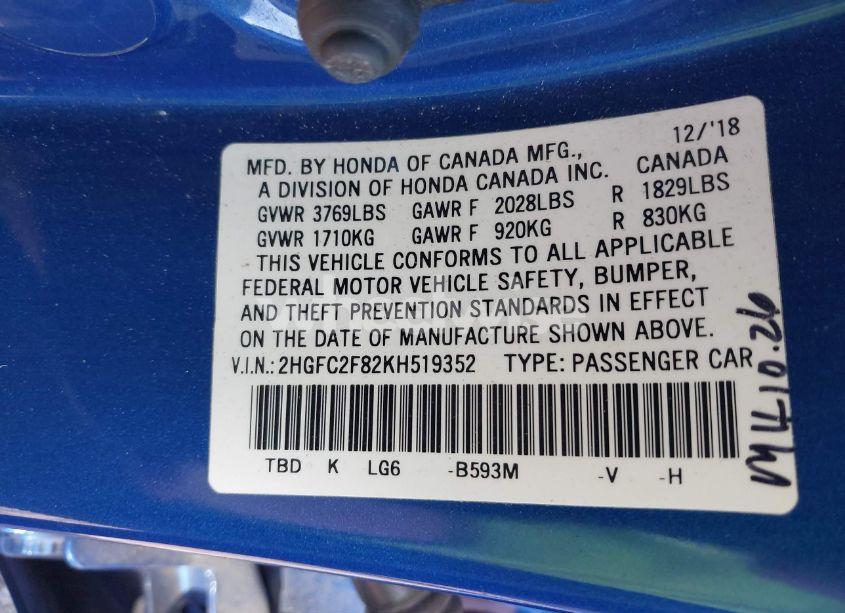 12/'18
MFD. BY HONDA OF CANADA MFG.,
A DIVISION OF HONDA CANADA INC. CANADA
GVWR 3769LBS GAWR F 2028LBS R 1829LBS
GVWR 1710KG GAWR F 920KG R 830KG
THIS VEHICLE CONFORMS TO ALL APPLICABLE
FEDERAL MOTOR VEHICLE SAFETY, BUMPER,
AND THEFT PREVENTION STANDARDS IN EFFECT
ON THE DATE OF MANUFACTURE SHOWN ABOVE.
V.I.N.: 2HGFC2F82KH519352 TYPE: PASSENGER CAR
TBD K LG6 -B593M -V -H
10.26